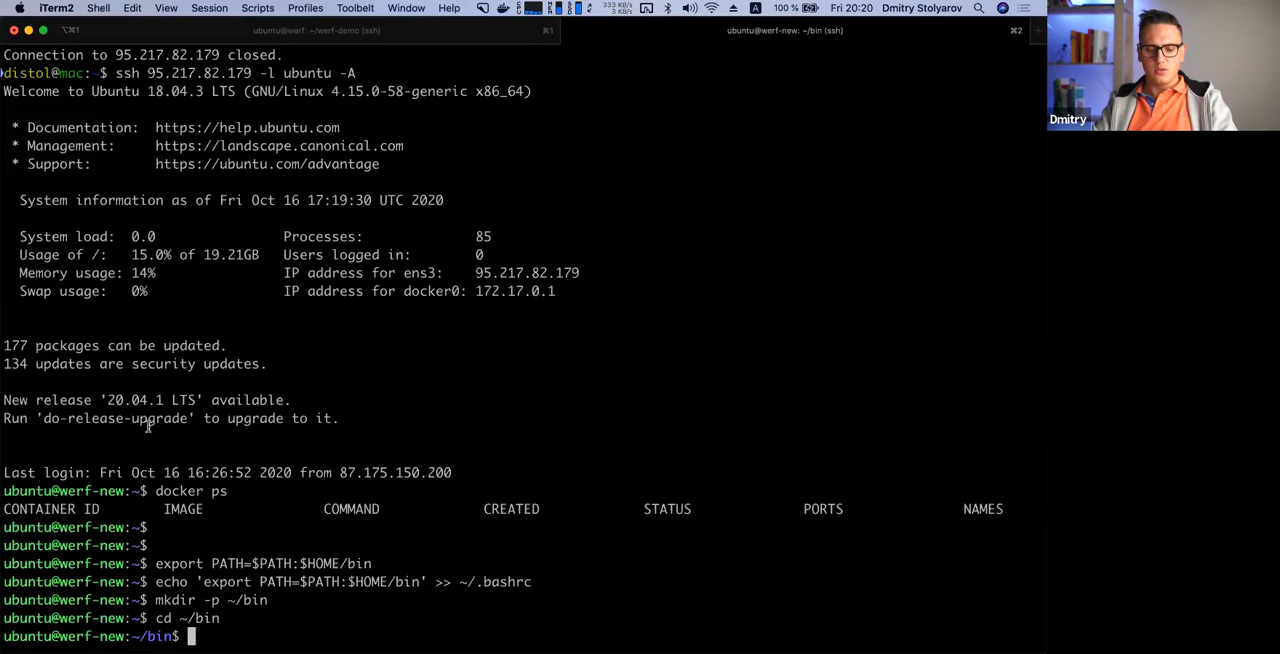 iTerm2 Shell Edit View Session Scripts Profiles Toolbelt Window Help 333 KB/s 3 KB/s 100 % Fri 20:20 Dmitry Stolyarov
⌥⌘1 ubuntu@werf: ~/werf-demo (ssh) ⌘1 ubuntu@werf-new: ~/bin (ssh) ⌘2
Connection to 95.217.82.179 closed.
distol@mac:~$ ssh 95.217.82.179 -l ubuntu -A
Welcome to Ubuntu 18.04.3 LTS (GNU/Linux 4.15.0-58-generic x86_64)
* Documentation: https://help.ubuntu.com
* Management: https://landscape.canonical.com
* Support: https://ubuntu.com/advantage
System information as of Fri Oct 16 17:19:30 UTC 2020
System load: 0.0 Processes: 85
Usage of /: 15.0% of 19.21GB Users logged in: 0
Memory usage: 14% IP address for ens3: 95.217.82.179
Swap usage: 0% IP address for docker0: 172.17.0.1
177 packages can be updated.
134 updates are security updates.
New release '20.04.1 LTS' available.
Run 'do-release-upgrade' to upgrade to it.
Last login: Fri Oct 16 16:26:52 2020 from 87.175.150.200
ubuntu@werf-new:~$ docker ps
CONTAINER ID IMAGE COMMAND CREATED STATUS PORTS NAMES
ubuntu@werf-new:~$
ubuntu@werf-new:~$
ubuntu@werf-new:~$ export PATH=$PATH:$HOME/bin
ubuntu@werf-new:~$ echo 'export PATH=$PATH:$HOME/bin' >> ~/.bashrc
ubuntu@werf-new:~$ mkdir -p ~/bin
ubuntu@werf-new:~$ cd ~/bin
ubuntu@werf-new:~/bin$
Dmitry